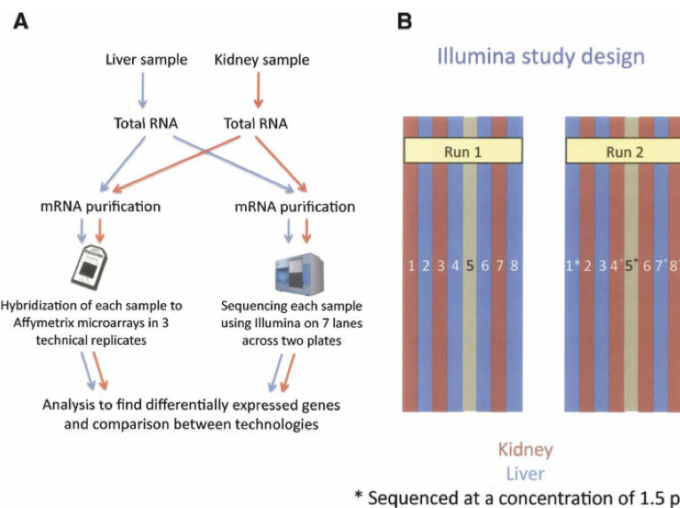 A
Liver sample Kidney sample
Total RNA Total RNA
mRNA purification mRNA purification
Hybridization of each sample to
Affymetrix microarrays in 3
technical replicates
Sequencing each sample
using Illumina on 7 lanes
across two plates
Analysis to find differentially expressed genes
and comparison between technologies
B
Illumina study design
Run 1 Run 2
1 2 3 4 5 6 7 8 1* 2 3 4* 5* 6 7* 8*
Kidney
Liver
* Sequenced at a concentration of 1.5 p